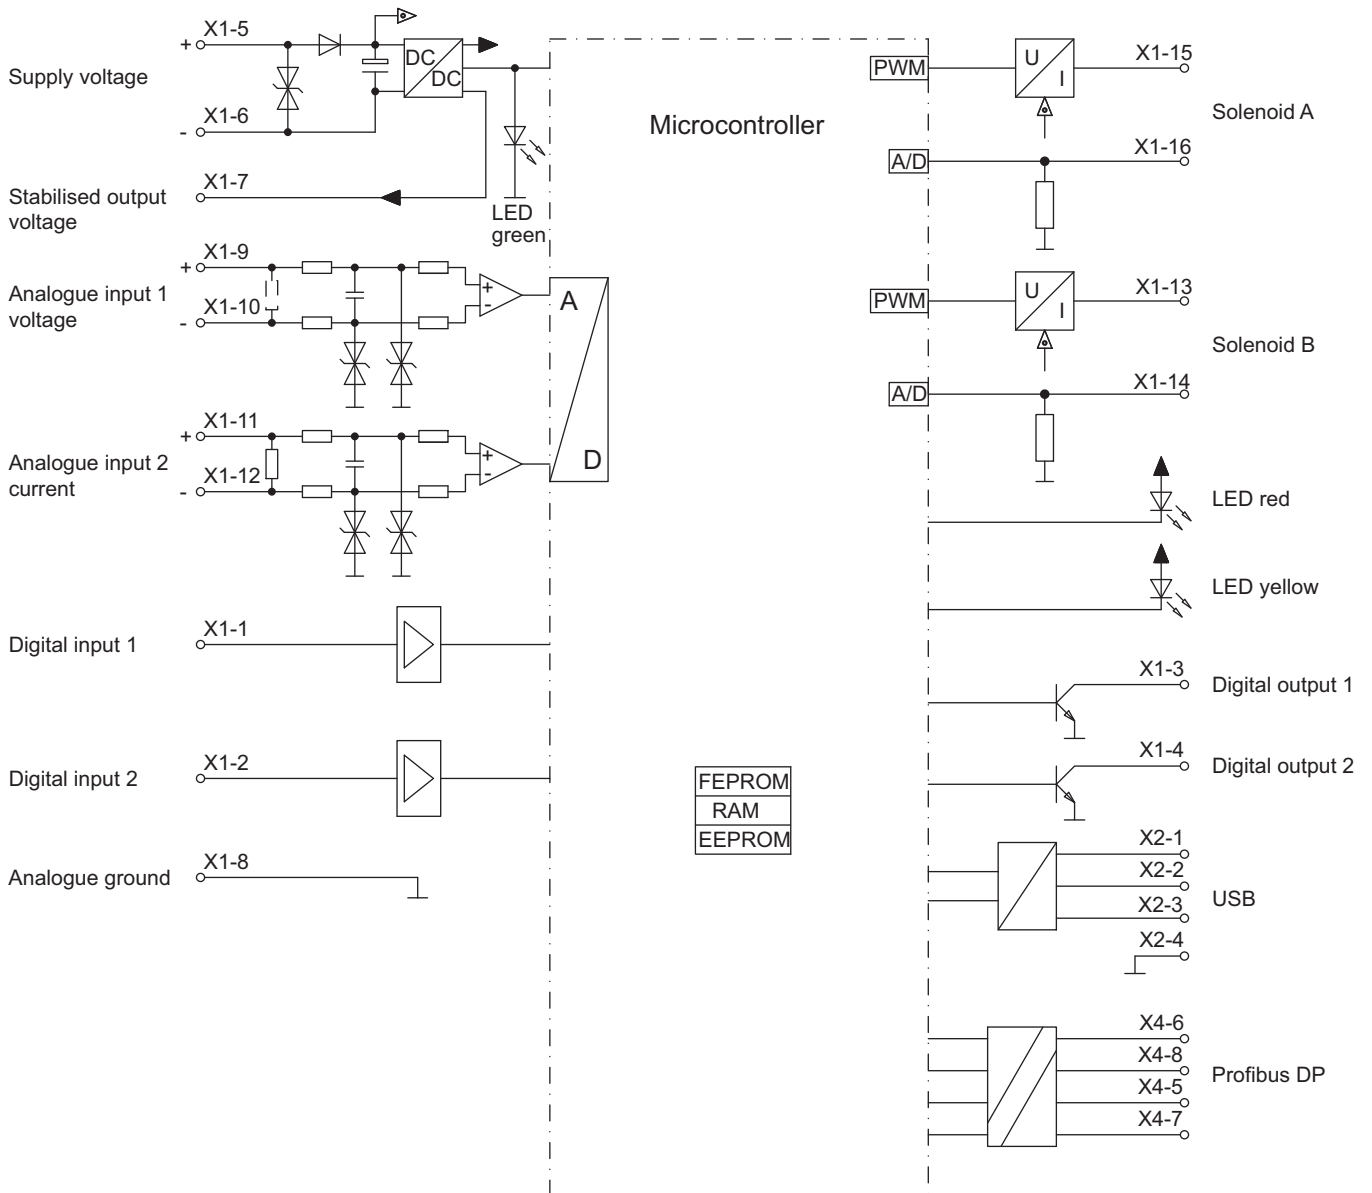 X1-5
+
Supply voltage
DC
DC
X1-6
-
X1-7
Stabilised output
voltage
LED
green
X1-9
+
Analogue input 1
voltage
X1-10
-
+
-
A
D
X1-11
+
Analogue input 2
current
X1-12
-
+
-
X1-1
Digital input 1
X1-2
Digital input 2
X1-8
Analogue ground
Microcontroller
FEPROM
RAM
EEPROM
PWM
U
I
X1-15
Solenoid A
A/D
X1-16
PWM
U
I
X1-13
Solenoid B
A/D
X1-14
LED red
LED yellow
X1-3
Digital output 1
X1-4
Digital output 2
X2-1
X2-2
USB
X2-3
X2-4
X4-6
X4-8
Profibus DP
X4-5
X4-7